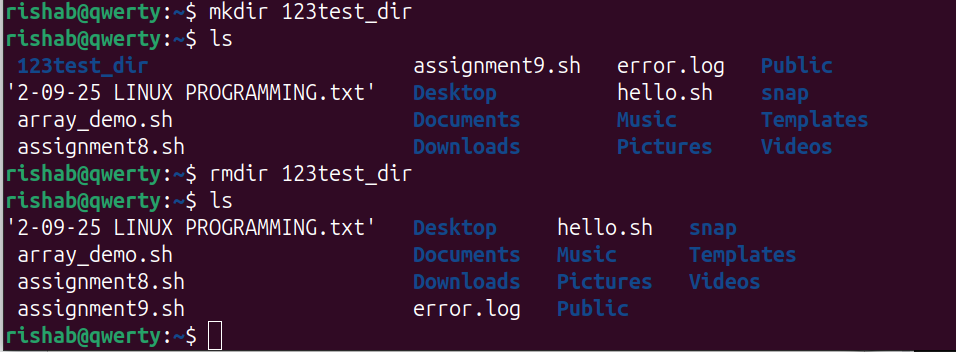 rishab@qwerty:~$ mkdir 123test_dir
rishab@qwerty:~$ ls
123test_dir assignment9.sh error.log Public
'2-09-25 LINUX PROGRAMMING.txt' Desktop hello.sh snap
array_demo.sh Documents Music Templates
assignment8.sh Downloads Pictures Videos
rishab@qwerty:~$ rmdir 123test_dir
rishab@qwerty:~$ ls
'2-09-25 LINUX PROGRAMMING.txt' Desktop hello.sh snap
array_demo.sh Documents Music Templates
assignment8.sh Downloads Pictures Videos
assignment9.sh error.log Public
rishab@qwerty:~$